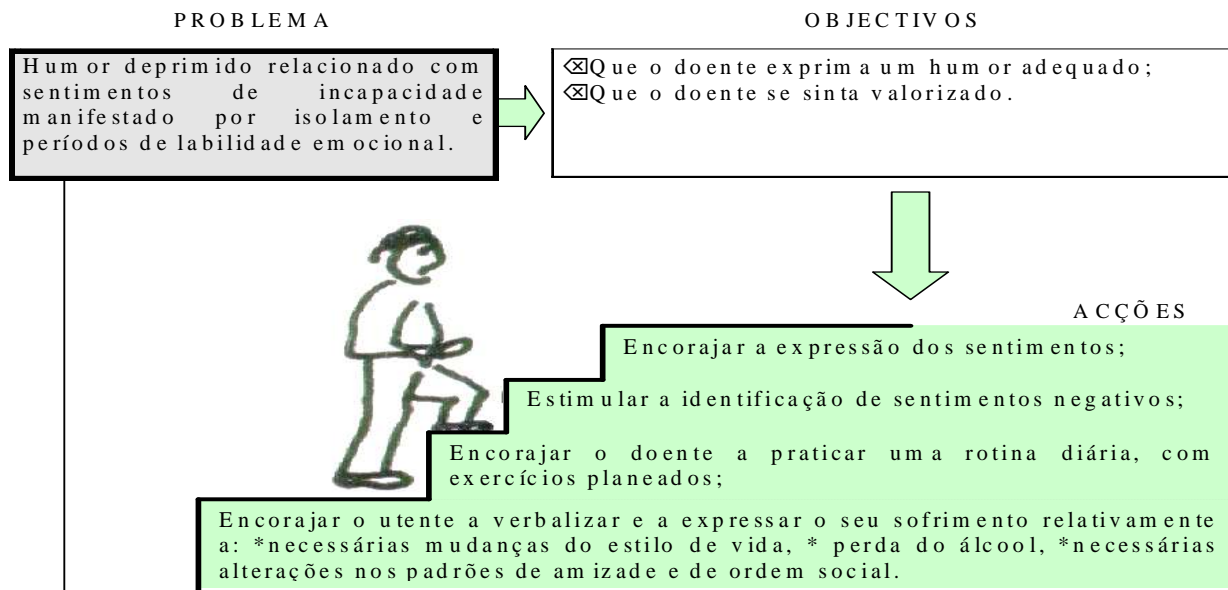 PROBLEMA
OBJECTIVOS
Humor deprimido relacionado com
sentimentos de incapacidade
manifestado por isolamento e
períodos de labilidade emocional.
⌫Que o doente exprima um humor adequado;
⌫Que o doente se sinta valorizado.
ACÇÕES
Encorajar a expressão dos sentimentos;
Estimular a identificação de sentimentos negativos;
Encorajar o doente a praticar uma rotina diária, com
exercícios planeados;
Encorajar o utente a verbalizar e a expressar o seu sofrimento relativamente
a: *necessárias mudanças do estilo de vida, * perda do álcool, *necessárias
alterações nos padrões de amizade e de ordem social.